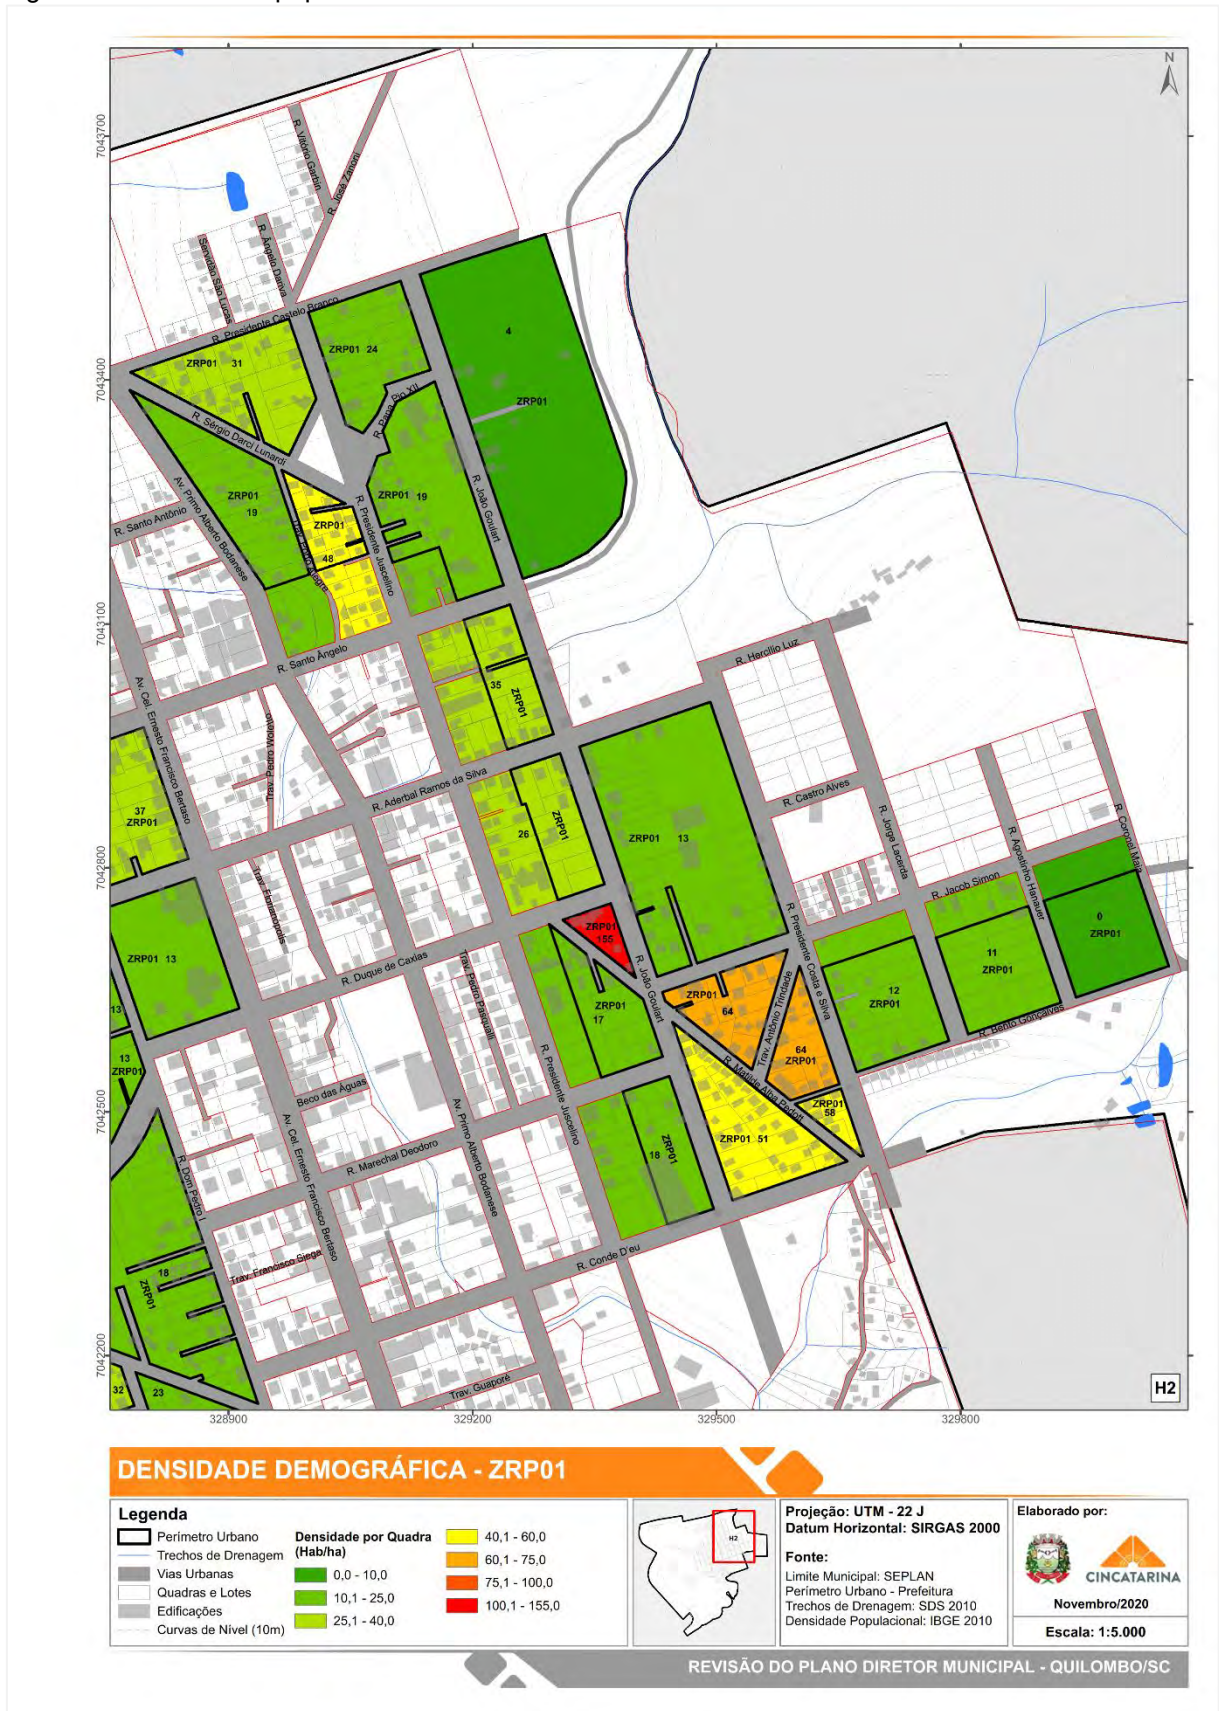 N
7043700
7043400
7043100
7042800
7042500
7042200
R. Vitório Garbin
R. José Zanoni
R. Ângelo Dariva
Servidão São Lucas
R. Presidente Castelo Branco
ZRP01 31
ZRP01 24
4
ZRP01
R. Papa Pio XII
R. Sérgio Darci Lunardi
ZRP01
19
ZRP01 19
R. João Goulart
Av. Primo Alberto Bodanese
R. Santo Antônio
ZRP01
48
R. Presidente Juscelino
R. Santo Ângelo
35
ZRP01
R. Hercílio Luz
Av. Cel. Ernesto Francisco Bertaso
37
ZRP01
R. Aderbal Ramos da Silva
R. Castro Alves
26
ZRP01
ZRP01 13
R. Jorge Lacerda
R. Agostinho Hanauer
R. Coronel Maia
Trav. Florianópolis
R. Jacob Simon
0
ZRP01
ZRP01
155
R. Presidente Costa e Silva
11
ZRP01
ZRP01 13
R. Duque de Caxias
Trav. Pedro Pasqualli
R. João Goulart
12
ZRP01
13
ZRP01
17
ZRP01
64
Trav. Antônio Trindade
R. Bento Gonçalves
13
ZRP01
64
ZRP01
R. Matilde Alba Pedott
Beco das Águas
R. Presidente Juscelino
ZRP01
58
Av. Primo Alberto Bodanese
ZRP01 51
18
ZRP01
R. Marechal Deodoro
R. Dom Pedro I
Av. Cel. Ernesto Francisco Bertaso
Trav. Francisco Siega
R. Conde D'eu
18
ZRP01
Trav. Guaporé
32
23
H2
328900
329200
329500
329800
DENSIDADE DEMOGRÁFICA - ZRP01
Legenda
Perímetro Urbano
Trechos de Drenagem
Vias Urbanas
Quadras e Lotes
Edificações
Curvas de Nível (10m)
Densidade por Quadra
(Hab/ha)
0,0 - 10,0
10,1 - 25,0
25,1 - 40,0
40,1 - 60,0
60,1 - 75,0
75,1 - 100,0
100,1 - 155,0
H2
Projeção: UTM - 22 J
Datum Horizontal: SIRGAS 2000
Fonte:
Limite Municipal: SEPLAN
Perímetro Urbano - Prefeitura
Trechos de Drenagem: SDS 2010
Densidade Populacional: IBGE 2010
Elaborado por:
CINCATARINA
Novembro/2020
Escala: 1:5.000
REVISÃO DO PLANO DIRETOR MUNICIPAL - QUILOMBO/SC